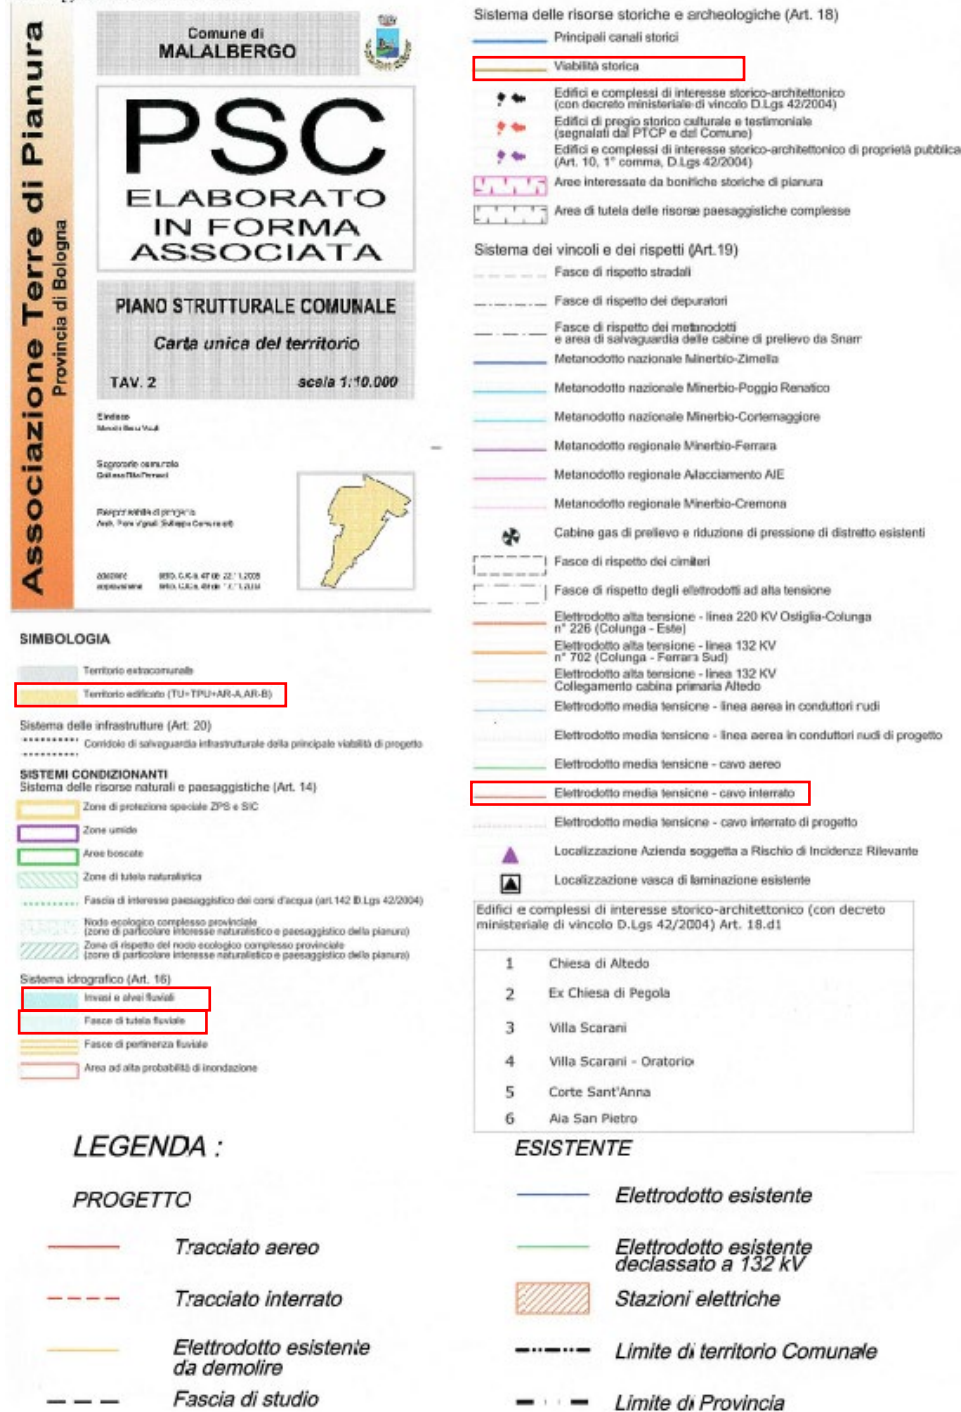 Associazione Terre di Pianura
Provincia di Bologna
Comune di
MALALBERGO
PSC
ELABORATO
IN FORMA
ASSOCIATA
PIANO STRUTTURALE COMUNALE
Carta unica del territorio
TAV. 2 scala 1:10.000
Sindaco
Segretario comunale
Responsabile di progetto
adozione
approvazione
SIMBOLOGIA
Territorio extracomunale
Territorio edificato (TU+TPU+AR-A,AR-B)
Sistema delle infrastrutture (Art: 20)
Corridoio di salvaguardia infrastrutturale della principale viabilità di progetto
SISTEMI CONDIZIONANTI
Sistema delle risorse naturali e paesaggistiche (Art. 14)
Zone di protezione speciale ZPS e SIC
Zone umide
Aree boscate
Zone di tutela naturalistica
Fascia di interesse paesaggistico dei corsi d'acqua (art.142 D.Lgs 42/2004)
Nodo ecologico complesso provinciale
(zone di particolare interesse naturalistico e paesaggistico della pianura)
Zona di rispetto del nodo ecologico complesso provinciale
(zone di particolare interesse naturalistico e paesaggistico della pianura)
Sistema idrografico (Art. 16)
Invasi e alvei fluviali
Fasce di tutela fluviale
Fasce di pertinenza fluviale
Area ad alta probabilità di inondazione
Sistema delle risorse storiche e archeologiche (Art. 18)
Principali canali storici
Viabilità storica
Edifici e complessi di interesse storico-architettonico
(con decreto ministeriale di vincolo D.Lgs 42/2004)
Edifici di pregio storico culturale e testimoniale
(segnalati dal PTCP e dal Comune)
Edifici e complessi di interesse storico-architettonico di proprietà pubblica
(Art. 10, 1° comma, D.Lgs 42/2004)
Aree interessate da bonifiche storiche di pianura
Area di tutela delle risorse paesaggistiche complesse
Sistema dei vincoli e dei rispetti (Art.19)
Fasce di rispetto stradali
Fasce di rispetto dei depuratori
Fasce di rispetto dei metanodotti
e area di salvaguardia delle cabine di prelievo da Snam
Metanodotto nazionale Minerbio-Zimella
Metanodotto nazionale Minerbio-Poggio Renatico
Metanodotto nazionale Minerbio-Cortemaggiore
Metanodotto regionale Minerbio-Ferrara
Metanodotto regionale Allacciamento AIE
Metanodotto regionale Minerbio-Cremona
Cabine gas di prelievo e riduzione di pressione di distretto esistenti
Fasce di rispetto dei cimiteri
Fasce di rispetto degli elettrodotti ad alta tensione
Elettrodotto alta tensione - linea 220 KV Ostiglia-Colunga
n° 226 (Colunga - Este)
Elettrodotto alta tensione - linea 132 KV
n° 702 (Colunga - Ferrara Sud)
Elettrodotto alta tensione - linea 132 KV
Collegamento cabina primaria Altedo
Elettrodotto media tensione - linea aerea in conduttori nudi
Elettrodotto media tensione - linea aerea in conduttori nudi di progetto
Elettrodotto media tensione - cavo aereo
Elettrodotto media tensione - cavo interrato
Elettrodotto media tensione - cavo interrato di progetto
Localizzazione Azienda soggetta a Rischio di Incidenza Rilevante
Localizzazione vasca di laminazione esistente
Edifici e complessi di interesse storico-architettonico (con decreto
ministeriale di vincolo D.Lgs 42/2004) Art. 18.d1
1 Chiesa di Altedo
2 Ex Chiesa di Pegola
3 Villa Scarani
4 Villa Scarani - Oratorio
5 Corte Sant'Anna
6 Aia San Pietro
LEGENDA :
PROGETTO
Tracciato aereo
Tracciato interrato
Elettrodotto esistente
da demolire
Fascia di studio
ESISTENTE
Elettrodotto esistente
Elettrodotto esistente
declassato a 132 kV
Stazioni elettriche
Limite di territorio Comunale
Limite di Provincia